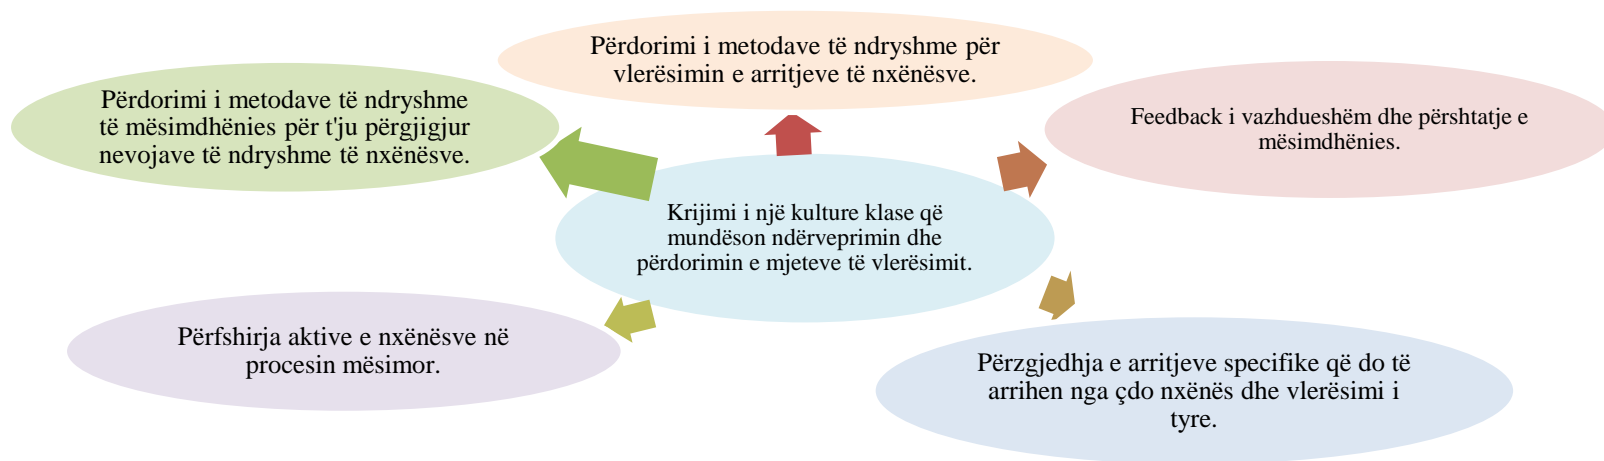 Përdorimi i metodave të ndryshme për
vlerësimin e arritjeve të nxënësve.
Përdorimi i metodave të ndryshme
të mësimdhënies për t'ju përgjigjur
nevojave të ndryshme të nxënësve.
Feedback i vazhdueshëm dhe përshtatje e
mësimdhënies.
Krijimi i një kulture klase që
mundëson ndërveprimin dhe
përdorimin e mjeteve të vlerësimit.
Përfshirja aktive e nxënësve në
procesin mësimor.
Përzgjedhja e arritjeve specifike që do të
arrihen nga çdo nxënës dhe vlerësimi i
tyre.